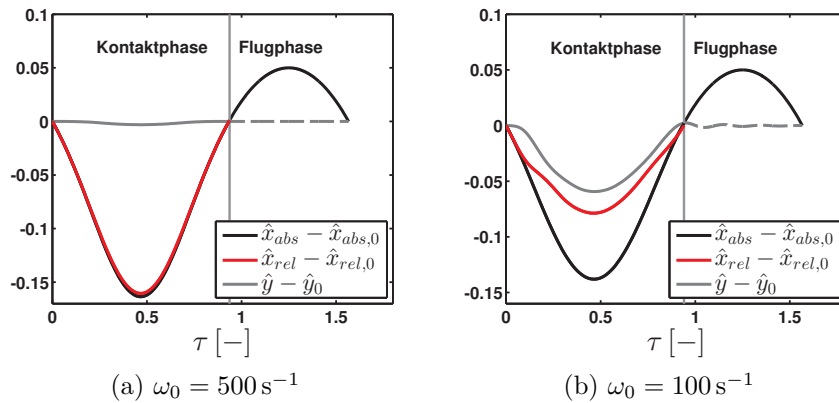 0.1
0.05
0
-0.05
-0.1
-0.15
0
0.5
1
1.5
Kontaktphase
Flugphase
x̂_abs − x̂_abs,0
x̂_rel − x̂_rel,0
ŷ − ŷ_0
τ [−]
(a) ω_0 = 500 s^−1
0.1
0.05
0
-0.05
-0.1
-0.15
0
0.5
1
1.5
Kontaktphase
Flugphase
x̂_abs − x̂_abs,0
x̂_rel − x̂_rel,0
ŷ − ŷ_0
τ [−]
(b) ω_0 = 100 s^−1